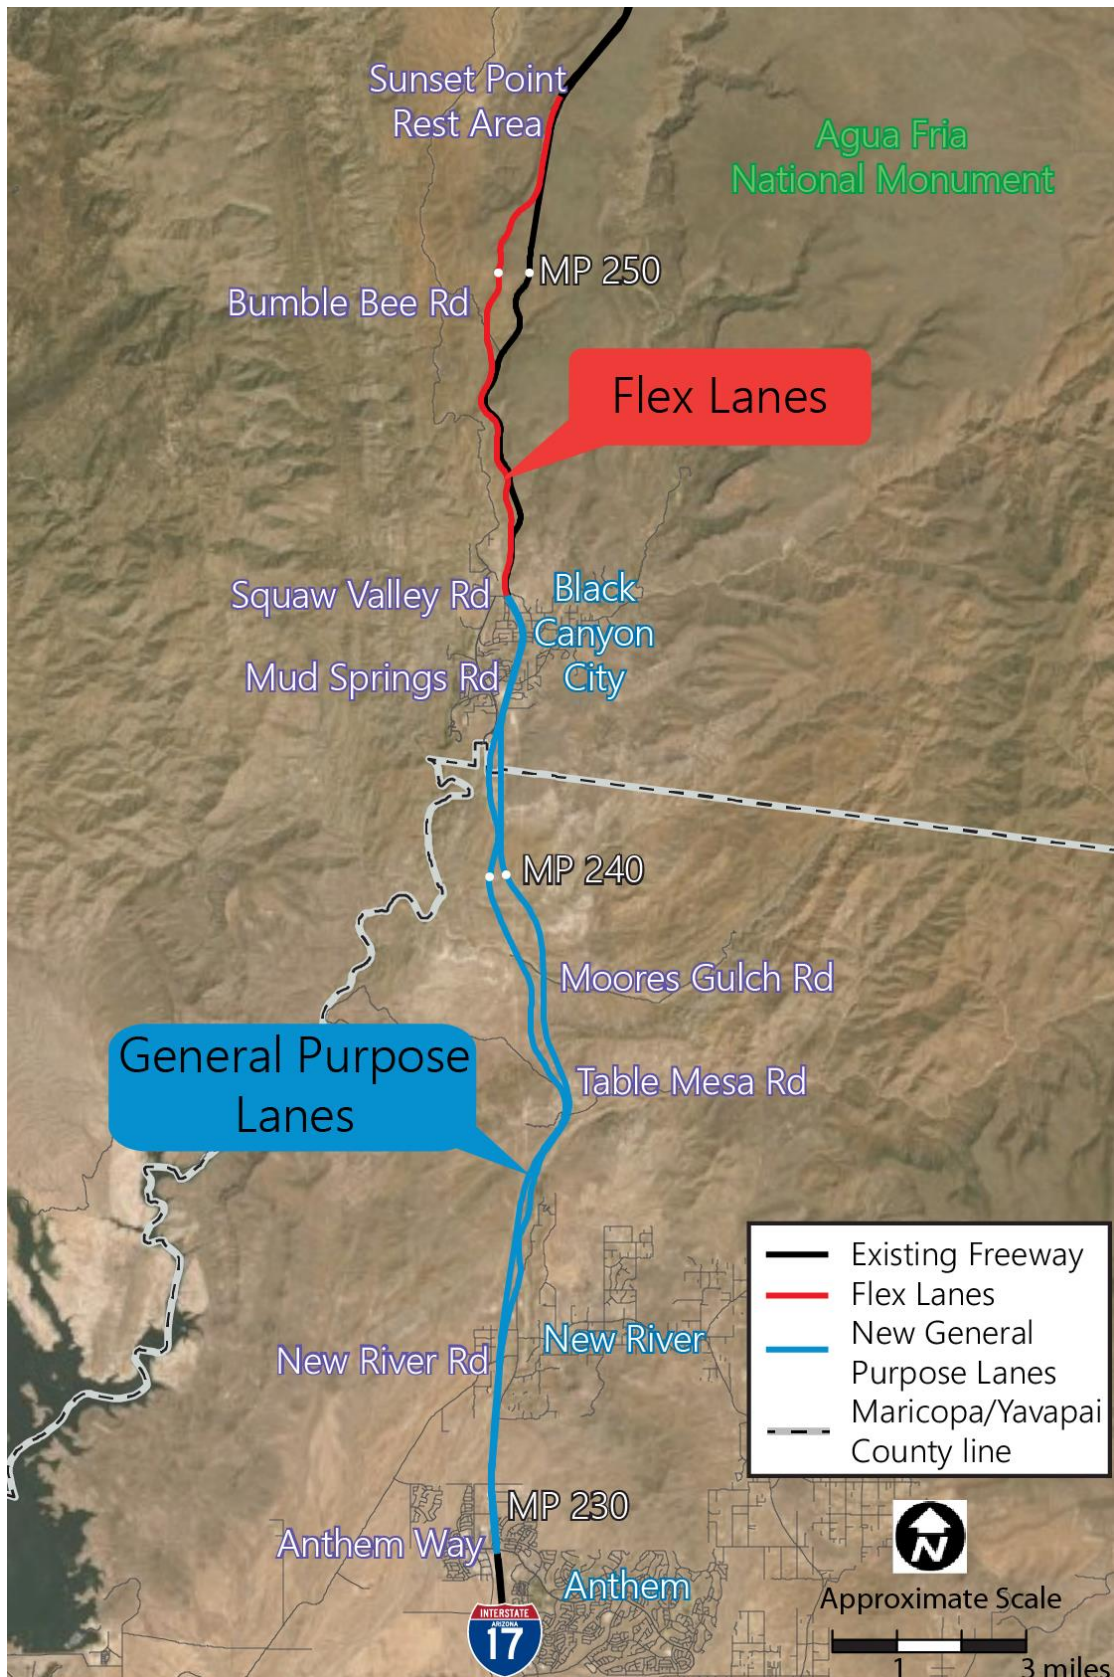 Sunset Point
Rest Area
Agua Fria
National Monument
MP 250
Bumble Bee Rd
Flex Lanes
Squaw Valley Rd
Black
Canyon
City
Mud Springs Rd
MP 240
Moores Gulch Rd
General Purpose
Lanes
Table Mesa Rd
Existing Freeway
Flex Lanes
New General
Purpose Lanes
Maricopa/Yavapai
County line
New River
New River Rd
MP 230
Anthem Way
Anthem
N
Approximate Scale
INTERSTATE
ARIZONA
17
1 3 miles